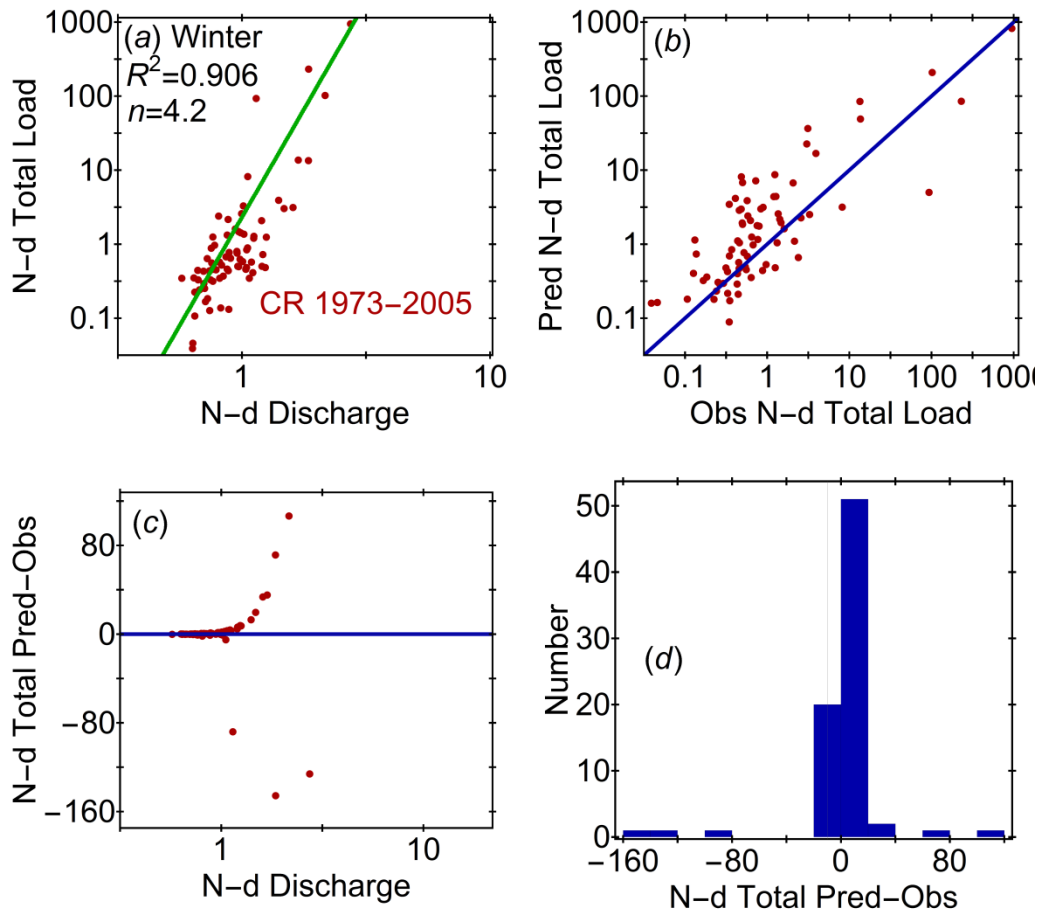 (a) Winter
R²=0.906
n=4.2
CR 1973–2005
1000
100
10
1
0.1
N–d Total Load
1
10
N–d Discharge
(b)
1000
100
10
1
0.1
Pred N–d Total Load
0.1
1
10
100
1000
Obs N–d Total Load
(c)
80
0
−80
−160
N–d Total Pred–Obs
1
10
N–d Discharge
(d)
50
40
30
20
10
0
Number
−160
−80
0
80
N–d Total Pred–Obs